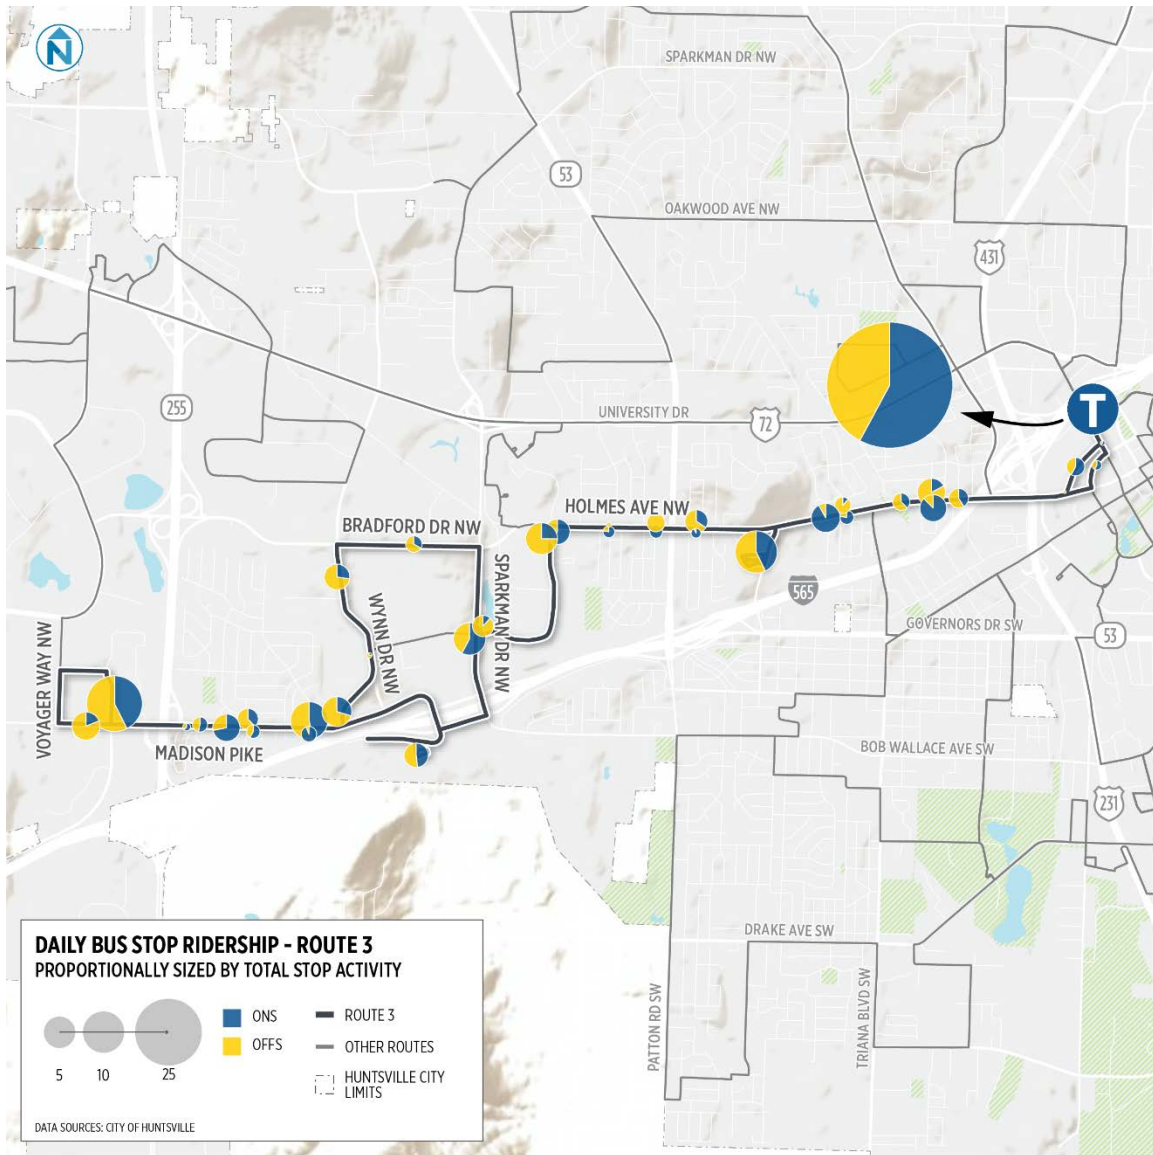 N
SPARKMAN DR NW
53
OAKWOOD AVE NW
431
255
UNIVERSITY DR
72
T
HOLMES AVE NW
BRADFORD DR NW
SPARKMAN DR NW
WYNN DR NW
565
GOVERNORS DR SW
53
VOYAGER WAY NW
MADISON PIKE
BOB WALLACE AVE SW
231
DRAKE AVE SW
PATTON RD SW
TRIANA BLVD SW
DAILY BUS STOP RIDERSHIP - ROUTE 3
PROPORTIONALLY SIZED BY TOTAL STOP ACTIVITY
5 10 25
ONS
OFFS
ROUTE 3
OTHER ROUTES
HUNTSVILLE CITY
LIMITS
DATA SOURCES: CITY OF HUNTSVILLE